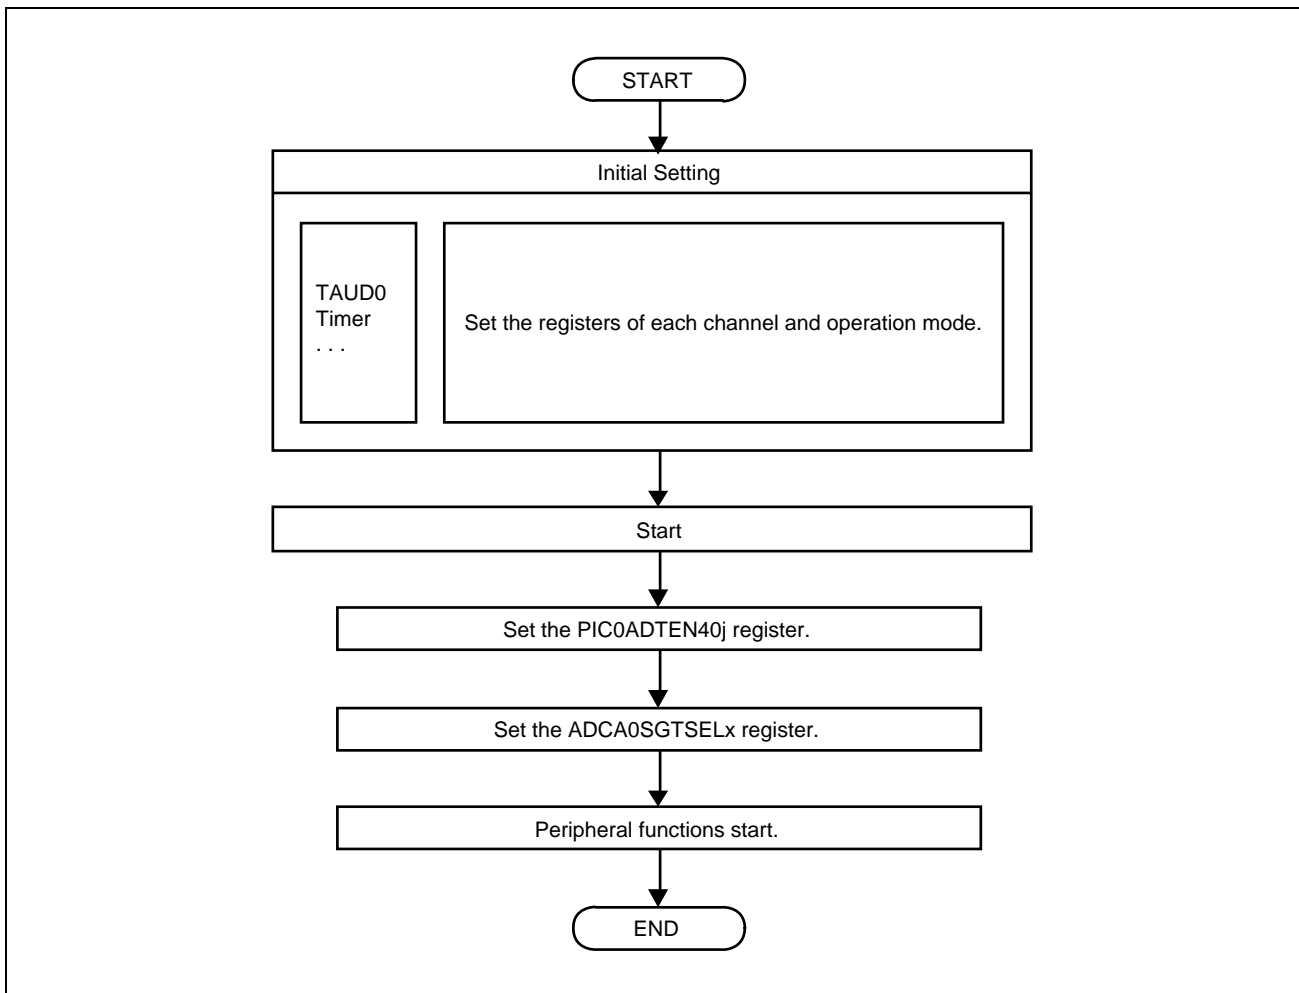 START
Initial Setting
TAUD0
Timer
. . .
Set the registers of each channel and operation mode.
Start
Set the PIC0ADTEN40j register.
Set the ADCA0SGTSELx register.
Peripheral functions start.
END